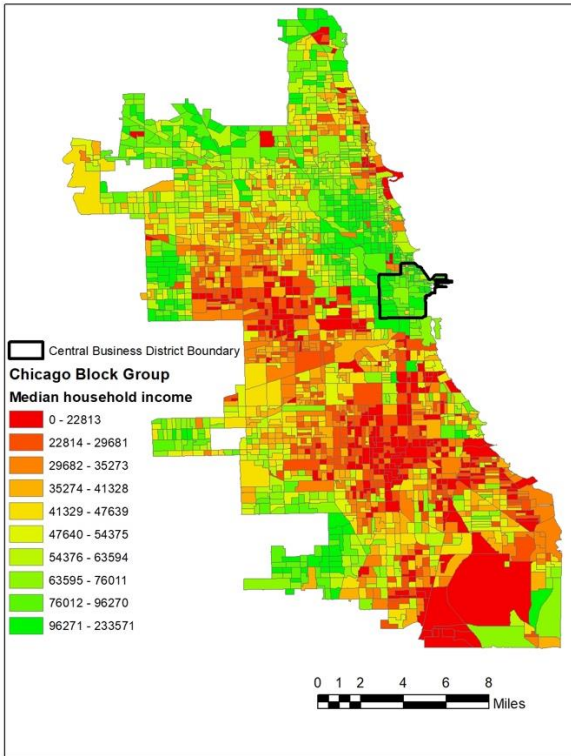 Central Business District Boundary
Chicago Block Group
Median household income
0 - 22813
22814 - 29681
29682 - 35273
35274 - 41328
41329 - 47639
47640 - 54375
54376 - 63594
63595 - 76011
76012 - 96270
96271 - 233571
0 1 2 4 6 8
Miles